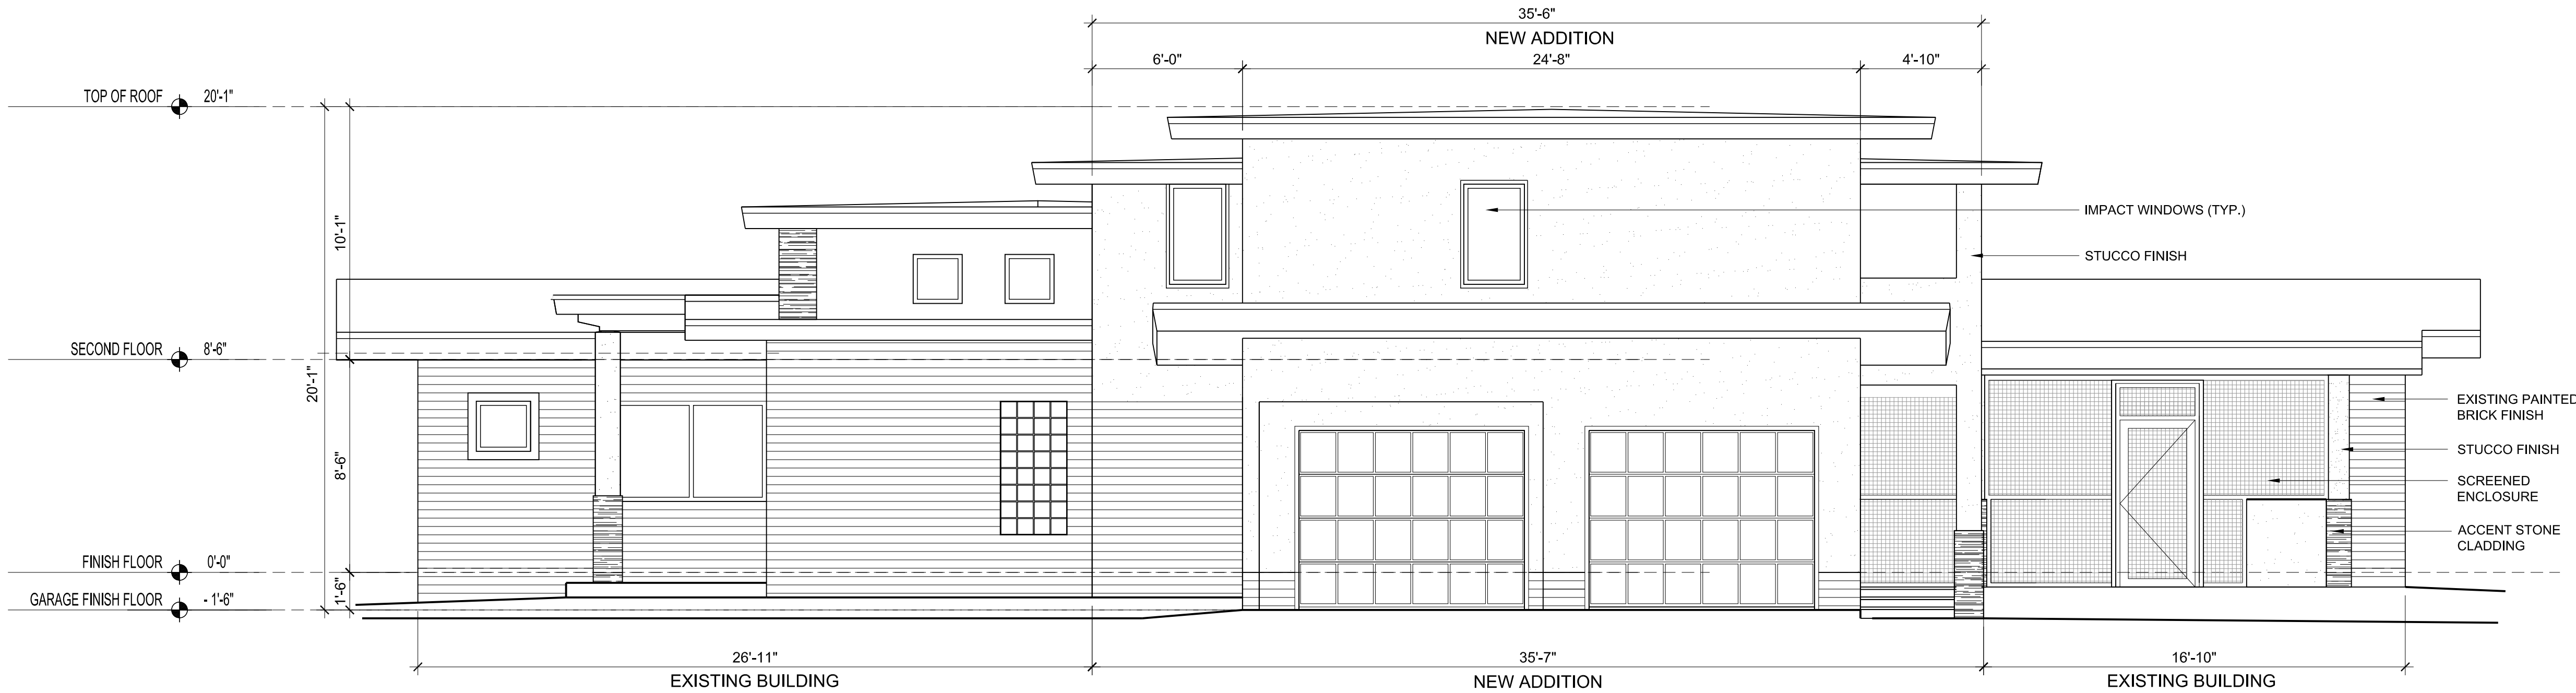 35'-6"
NEW ADDITION
6'-0"
24'-8"
4'-10"
TOP OF ROOF 20'-1"
10'-1"
IMPACT WINDOWS (TYP.)
STUCCO FINISH
SECOND FLOOR 8'-6"
20'-1"
8'-6"
EXISTING PAINTED
BRICK FINISH
STUCCO FINISH
SCREENED
ENCLOSURE
ACCENT STONE
CLADDING
FINISH FLOOR 0'-0"
1'-6"
GARAGE FINISH FLOOR - 1'-6"
26'-11"
EXISTING BUILDING
35'-7"
NEW ADDITION
16'-10"
EXISTING BUILDING